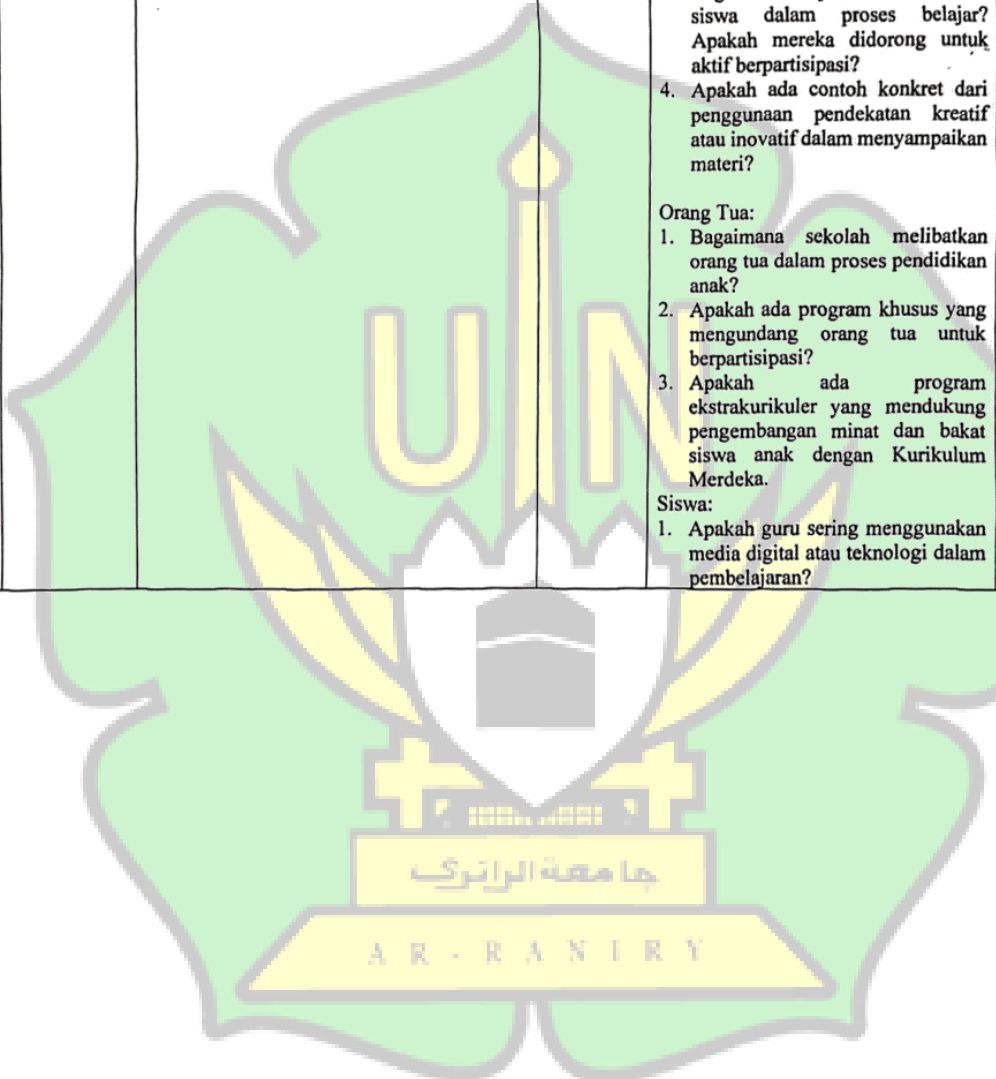 siswa dalam proses belajar?
Apakah mereka didorong untuk
aktif berpartisipasi?
4. Apakah ada contoh konkret dari
penggunaan pendekatan kreatif
atau inovatif dalam menyampaikan
materi?
Orang Tua:
1. Bagaimana sekolah melibatkan
orang tua dalam proses pendidikan
anak?
2. Apakah ada program khusus yang
mengundang orang tua untuk
berpartisipasi?
3. Apakah ada program
ekstrakurikuler yang mendukung
pengembangan minat dan bakat
siswa anak dengan Kurikulum
Merdeka.
Siswa:
1. Apakah guru sering menggunakan
media digital atau teknologi dalam
pembelajaran?
UIN
جامعة الرانري
AR-RANIRY